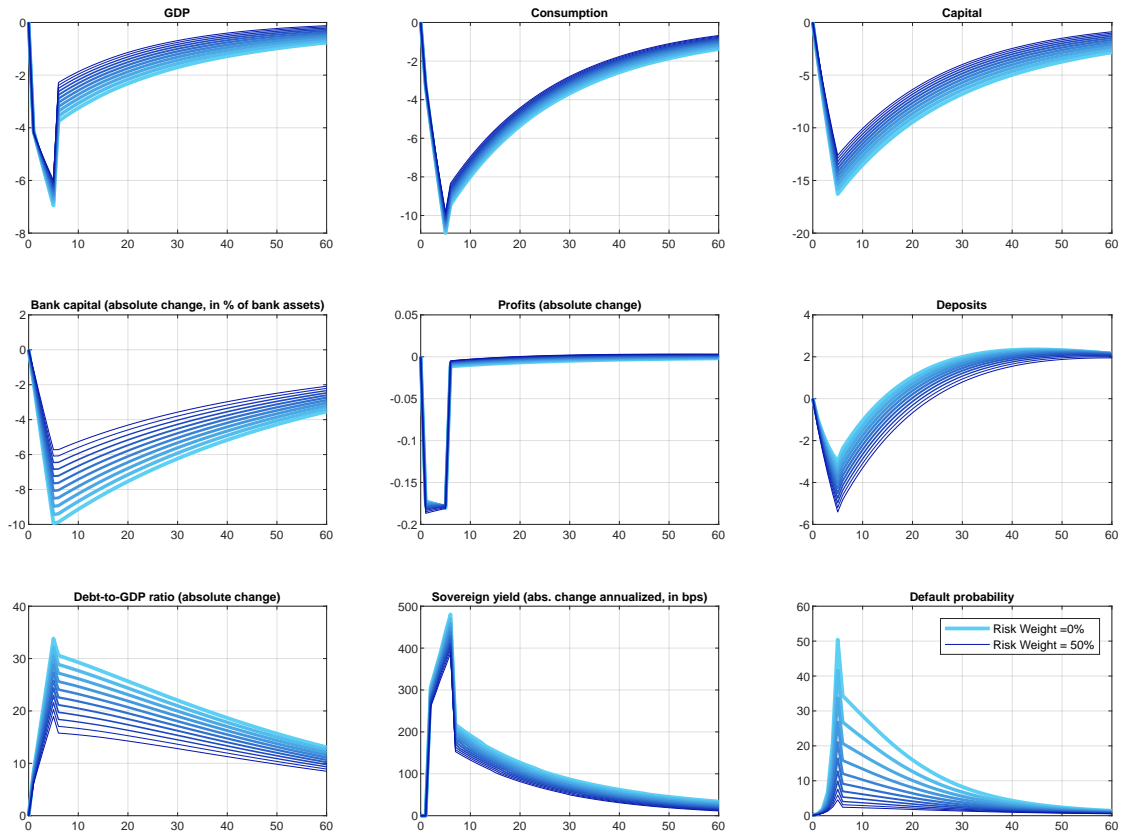 GDP
0
-2
-4
-6
-8
0 10 20 30 40 50 60
Consumption
0
-2
-4
-6
-8
-10
0 10 20 30 40 50 60
Capital
0
-5
-10
-15
-20
0 10 20 30 40 50 60
Bank capital (absolute change, in % of bank assets)
2
0
-2
-4
-6
-8
-10
0 10 20 30 40 50 60
Profits (absolute change)
0.05
0
-0.05
-0.1
-0.15
-0.2
0 10 20 30 40 50 60
Deposits
4
2
0
-2
-4
-6
0 10 20 30 40 50 60
Debt-to-GDP ratio (absolute change)
40
30
20
10
0
0 10 20 30 40 50 60
Sovereign yield (abs. change annualized, in bps)
500
400
300
200
100
0
0 10 20 30 40 50 60
Default probability
60
50
40
30
20
10
0
0 10 20 30 40 50 60
Risk Weight =0%
Risk Weight = 50%